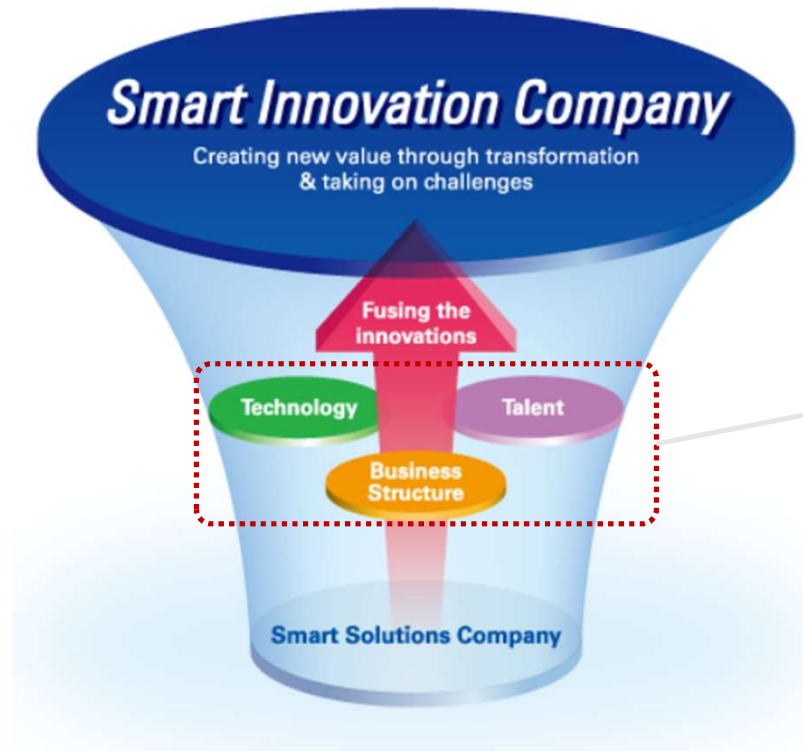 Smart Innovation Company
Creating new value through transformation
& taking on challenges
Fusing the
innovations
Technology
Talent
Business
Structure
Smart Solutions Company